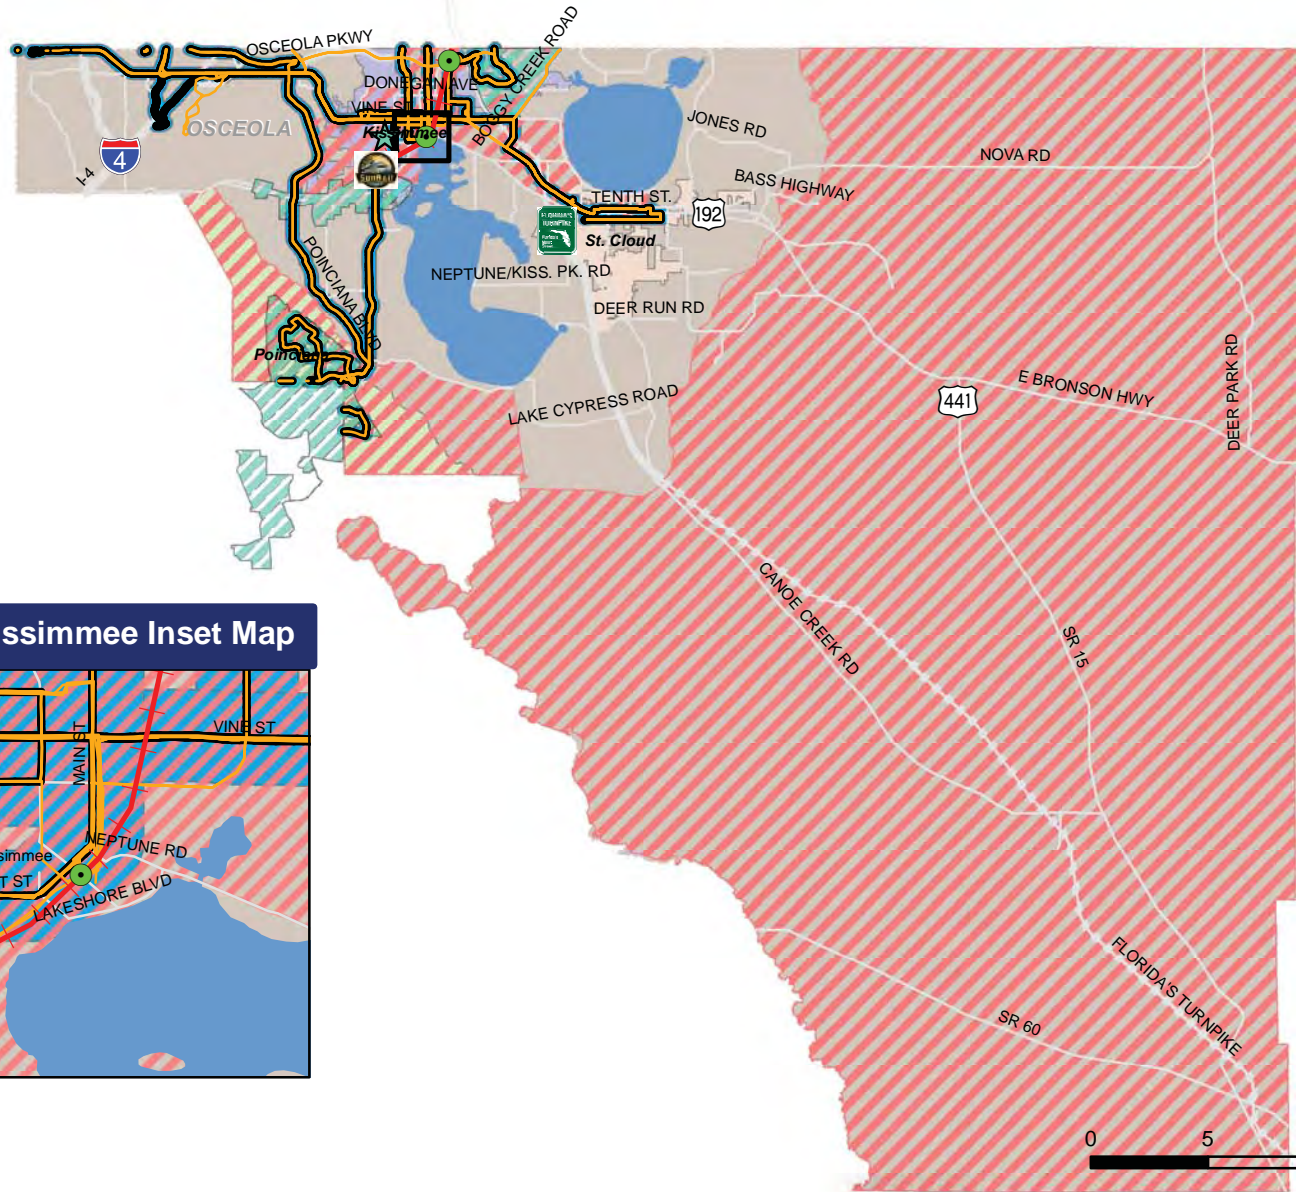 OSCEOLA PKWY
BOGGY CREEK ROAD
DONEGAN AVE
VINE ST
Kissimmee
OSCEOLA
4
I-4
JONES RD
NOVA RD
BASS HIGHWAY
TENTH ST.
192
St. Cloud
NEPTUNE/KISS. PK. RD
DEER RUN RD
POINCIANA BLVD
Poinciana
LAKE CYPRESS ROAD
441
E BRONSON HWY
DEER PARK RD
CANOE CREEK RD
SR 15
FLORIDA'S TURNPIKE
SR 60
0 5
ssimmee Inset Map
VINE ST
MAIN ST
NEPTUNE RD
simmee
T ST
LAKESHORE BLVD